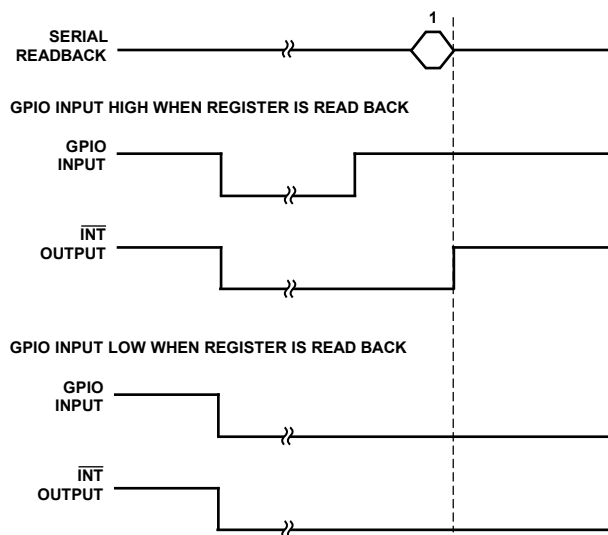 1
SERIAL
READBACK
GPIO INPUT HIGH WHEN REGISTER IS READ BACK
GPIO
INPUT
INT
OUTPUT
GPIO INPUT LOW WHEN REGISTER IS READ BACK
GPIO
INPUT
INT
OUTPUT